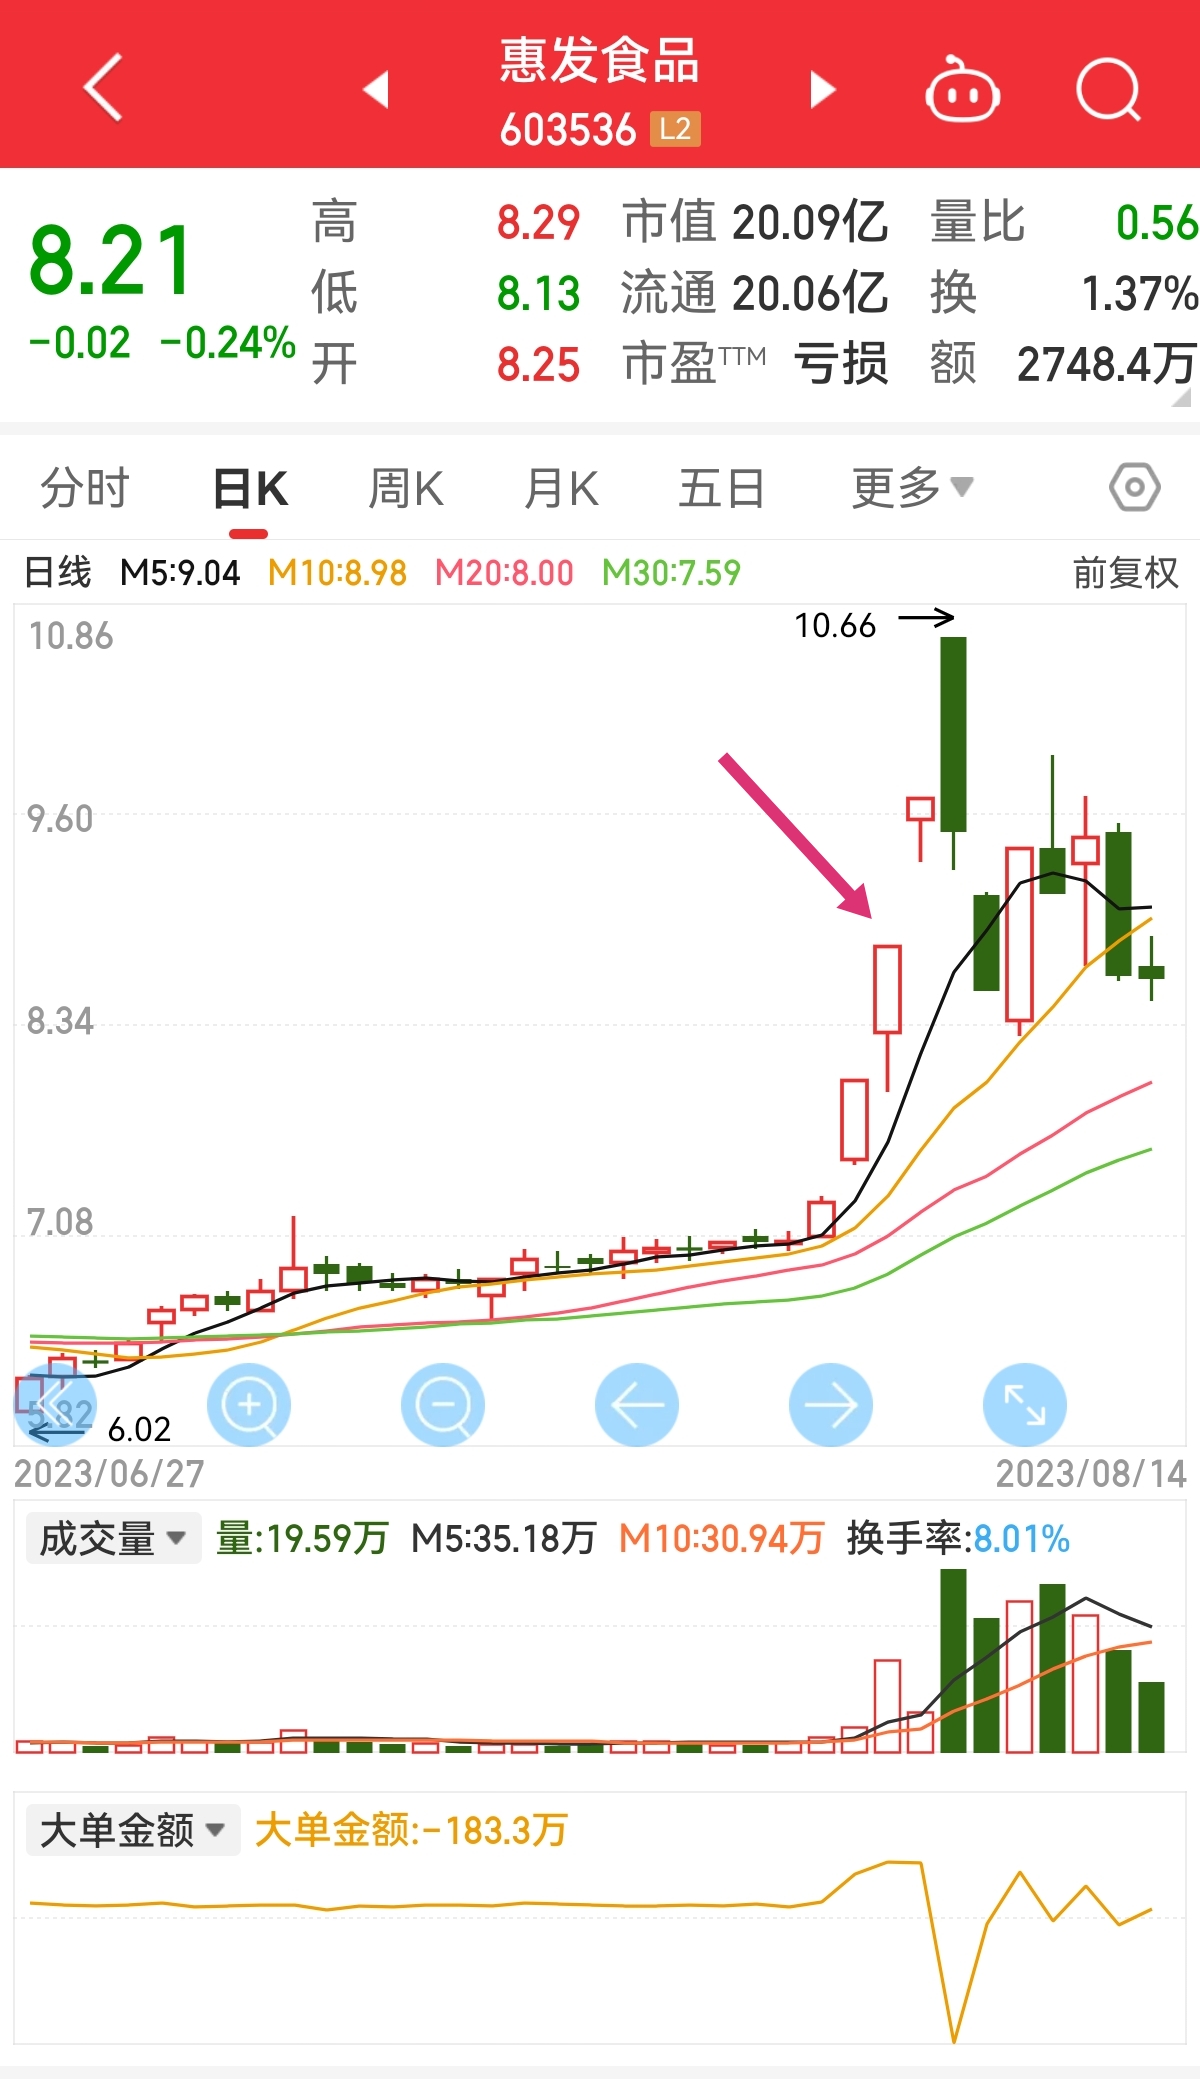 惠发食品
603536 L2
8.21
-0.02 -0.24%
高 8.29 市值 20.09亿 量比 0.56
低 8.13 流通 20.06亿 换 1.37%
开 8.25 市盈TTM 亏损 额 2748.4万
分时 日K 周K 月K 五日 更多
日线 M5:9.04 M10:8.98 M20:8.00 M30:7.59 前复权
10.86
10.66
9.60
8.34
7.08
5.82
6.02
2023/06/27 2023/08/14
成交量 量:19.59万 M5:35.18万 M10:30.94万 换手率:8.01%
大单金额 大单金额:-183.3万